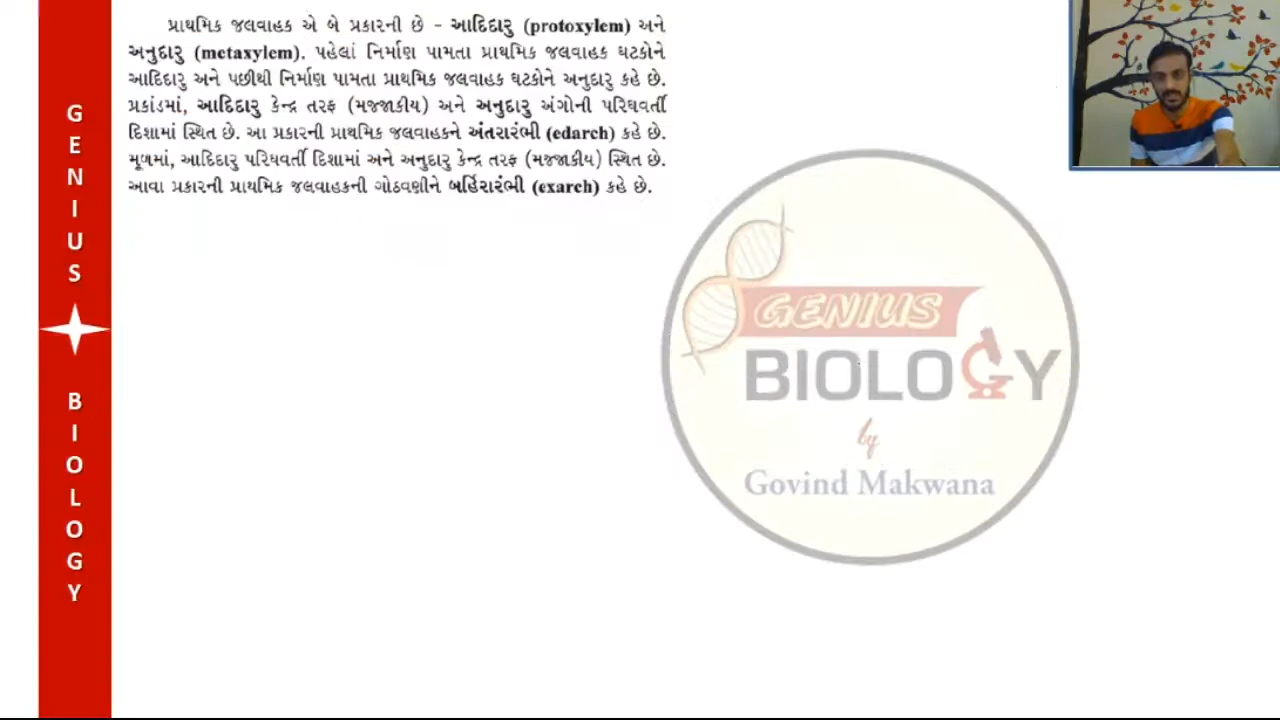 પ્રાથમિક જલવાહક એ બે પ્રકારની છે – આદિદારુ (protoxylem) અને
અનુદારુ (metaxylem). પહેલાં નિર્માણ પામતા પ્રાથમિક જલવાહક ઘટકોને
આદિદારુ અને પછીથી નિર્માણ પામતા પ્રાથમિક જલવાહક ઘટકોને અનુદારુ કહે છે.
પ્રકાંડમાં, આદિદારુ કેન્દ્ર તરફ (મજ્જાકીય) અને અનુદારુ અંગોની પરિઘવર્તી
દિશામાં સ્થિત છે. આ પ્રકારની પ્રાથમિક જલવાહકને અંતરારંભી (edarch) કહે છે.
મૂળમાં, આદિદારુ પરિઘવર્તી દિશામાં અને અનુદારુ કેન્દ્ર તરફ (મજ્જાકીય) સ્થિત છે.
આવા પ્રકારની પ્રાથમિક જલવાહકની ગોઠવણીને બર્હિરારંભી (exarch) કહે છે.
GENIUS
BIOLOGY
GENIUS
BIOLOGY
by
Govind Makwana